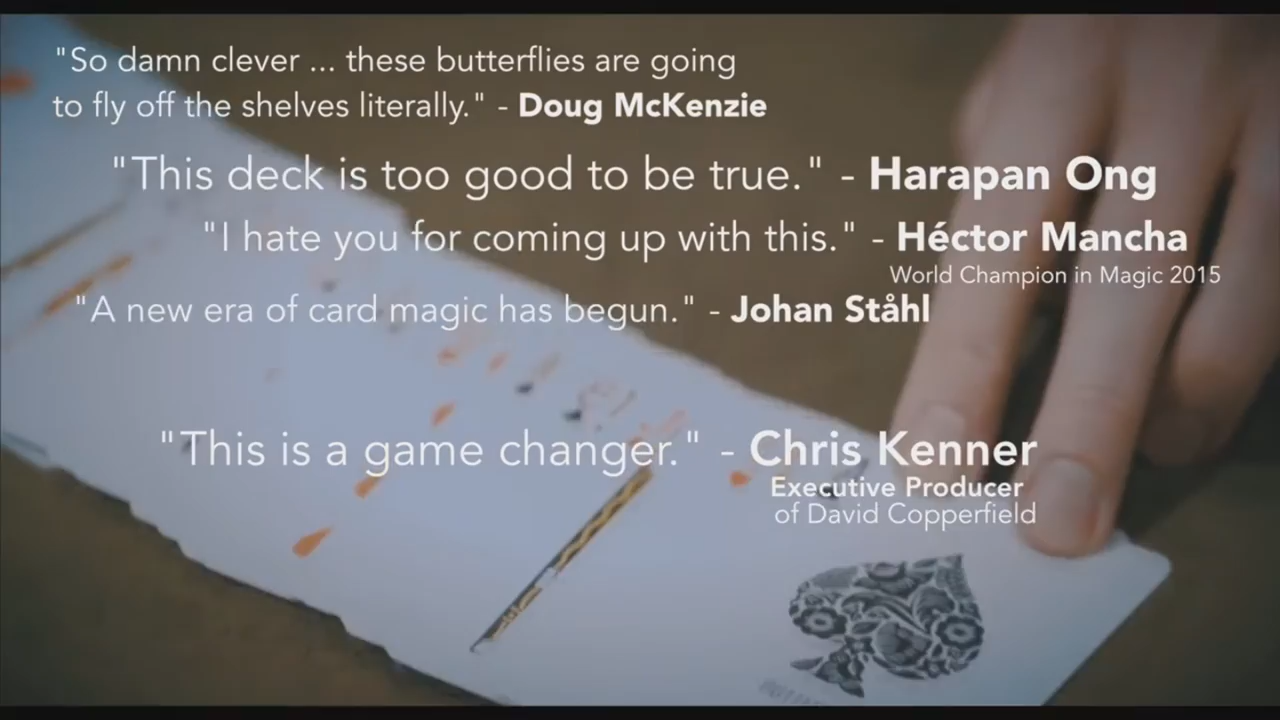 "So damn clever ... these butterflies are going
to fly off the shelves literally." - Doug McKenzie
"This deck is too good to be true." - Harapan Ong
"I hate you for coming up with this." - Héctor Mancha
World Champion in Magic 2015
"A new era of card magic has begun." - Johan Ståhl
"This is a game changer." - Chris Kenner
Executive Producer
of David Copperfield